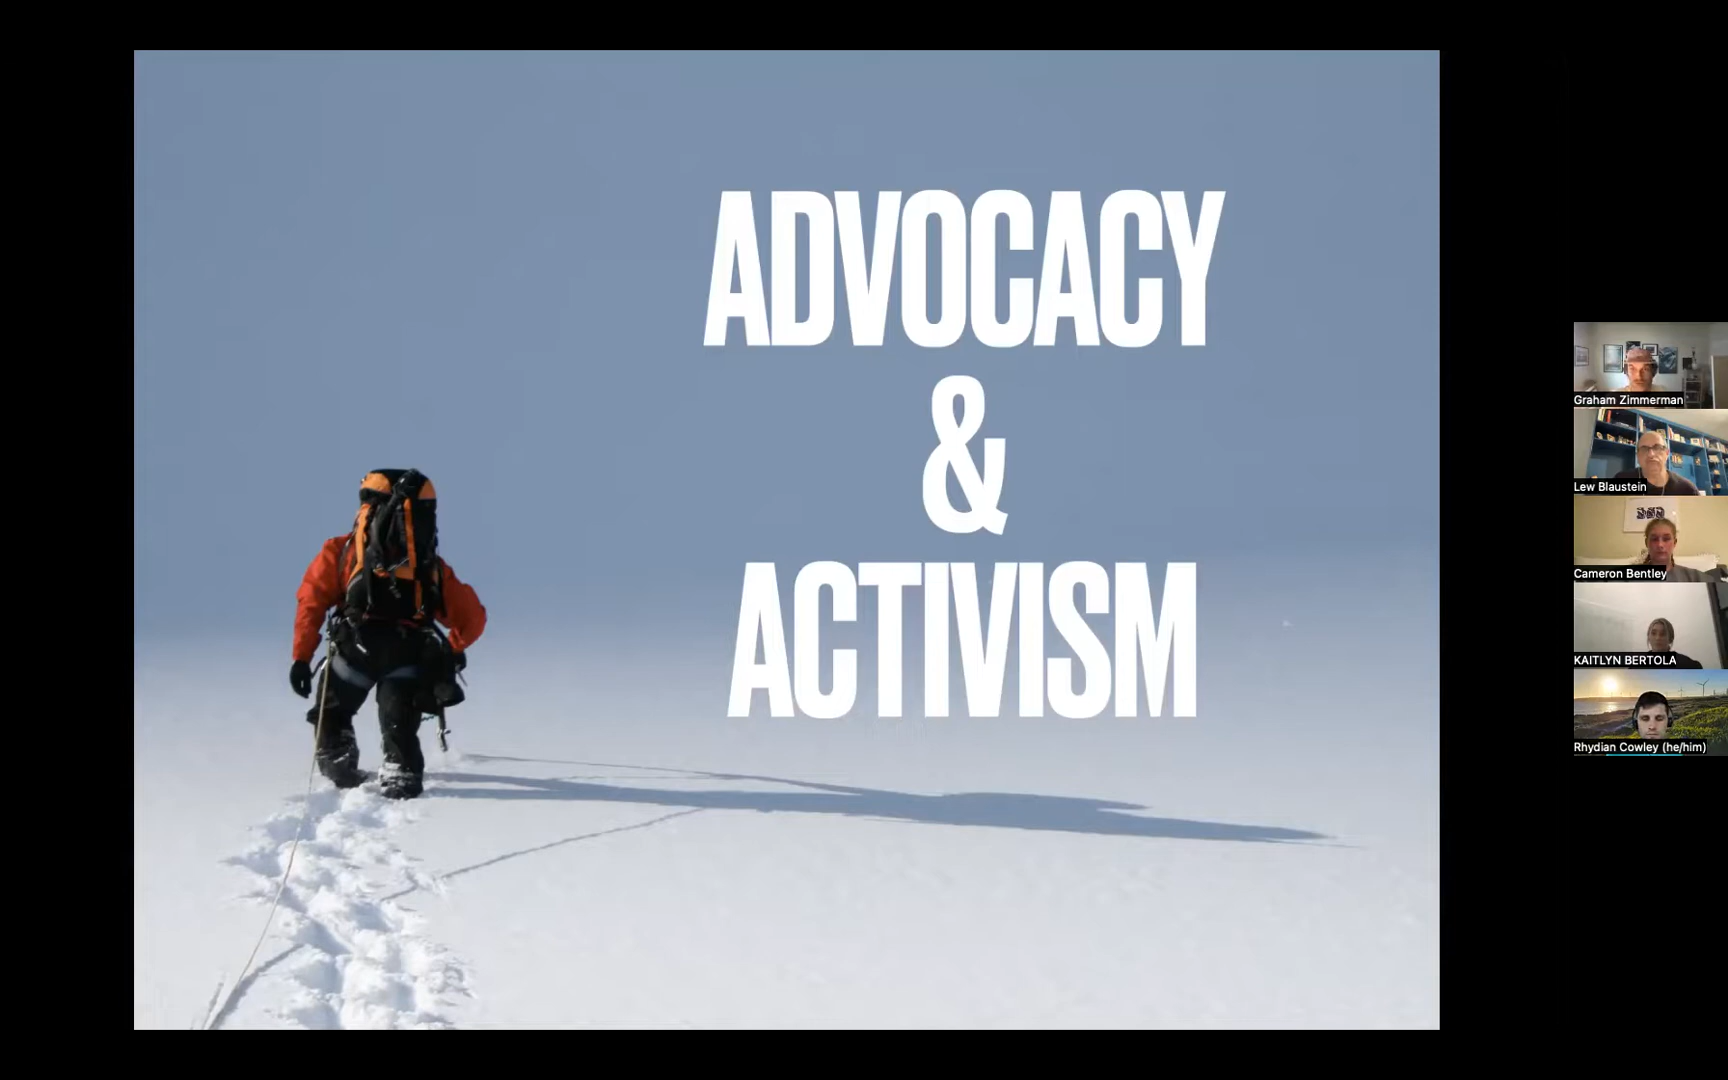 ADVOCACY
&
ACTIVISM
Graham Zimmerman
Lew Blaustein
Cameron Bentley
KAITLYN BERTOLA
Rhydian Cowley (he/him)